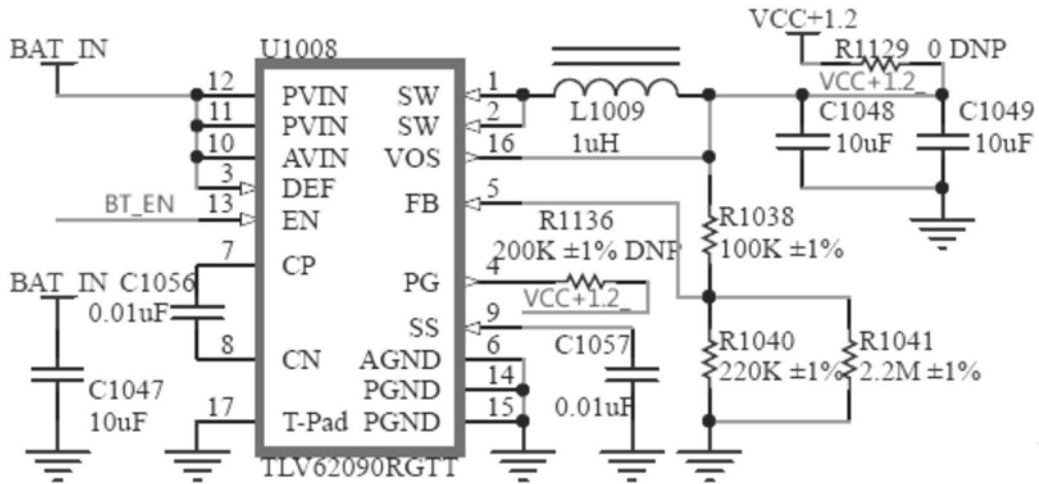 VCC+1.2
BAT_IN
U1008
R1129 0 DNP
VCC+1.2_
12 PVIN SW 1
11 PVIN SW 2
10 AVIN VOS 16
3 DEF
13 EN FB 5
BT_EN
L1009
1uH
C1048
10uF
C1049
10uF
R1038
100K ±1%
R1136
200K ±1% DNP
7 CP PG 4
VCC+1.2_
BAT_IN
C1056
0.01uF
SS 9
8 CN AGND 6
PGND 14
17 T-Pad PGND 15
C1057
0.01uF
R1040
220K ±1%
R1041
2.2M ±1%
C1047
10uF
TLV62090RGTT